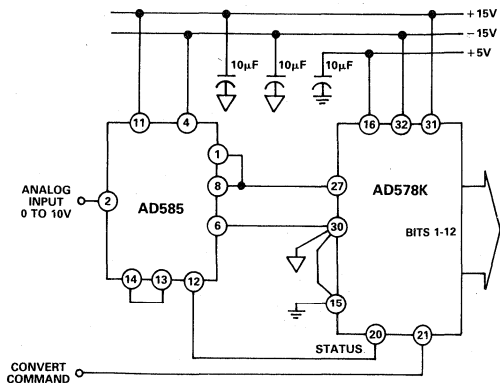 +15V
−15V
+5V
10μF 10μF 10μF
11 4 16 32 31
1
ANALOG
INPUT
0 TO 10V
2 AD585 8 27 AD578K
6 30 BITS 1-12
14 13 12 15
20 21
STATUS
CONVERT
COMMAND